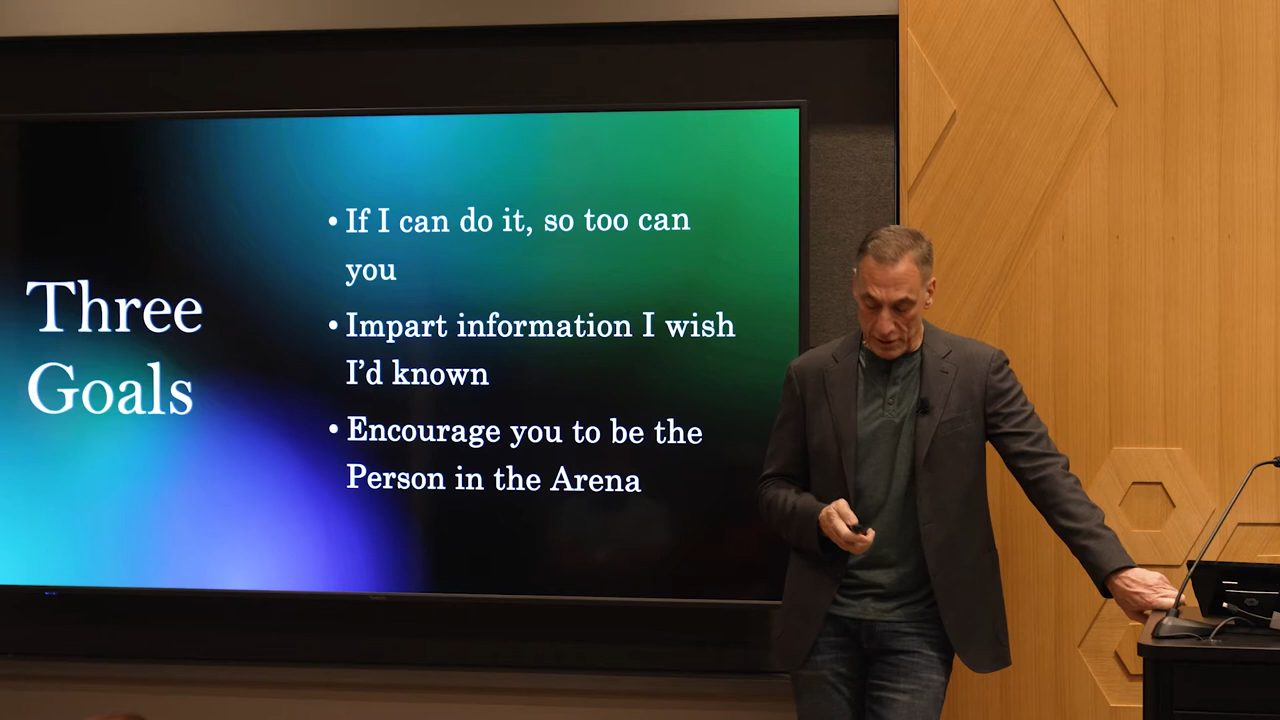 Three
Goals
• If I can do it, so too can
you
• Impart information I wish
I'd known
• Encourage you to be the
Person in the Arena